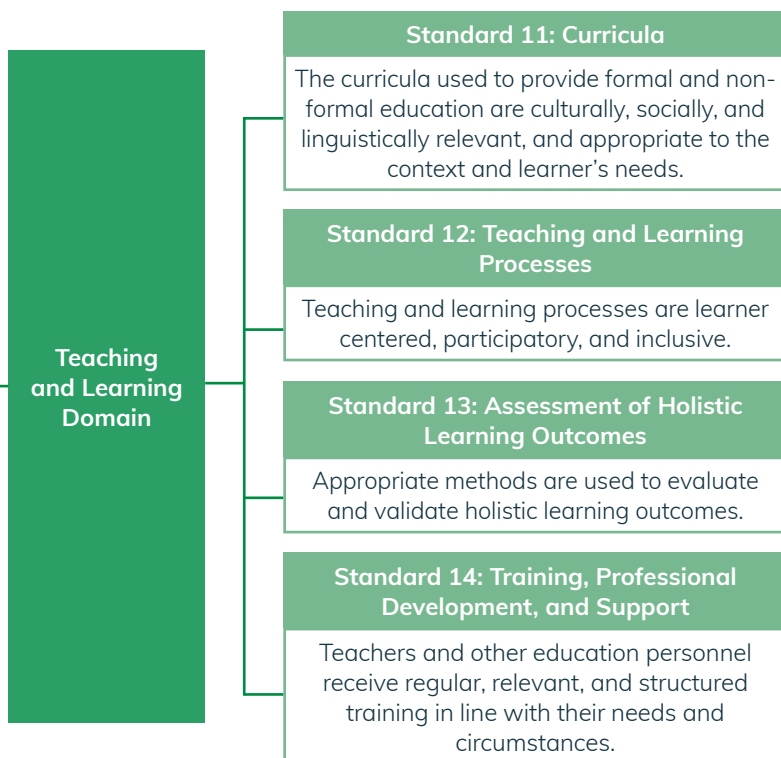 Teaching
and Learning
Domain
Standard 11: Curricula
The curricula used to provide formal and non-
formal education are culturally, socially, and
linguistically relevant, and appropriate to the
context and learner’s needs.
Standard 12: Teaching and Learning
Processes
Teaching and learning processes are learner
centered, participatory, and inclusive.
Standard 13: Assessment of Holistic
Learning Outcomes
Appropriate methods are used to evaluate
and validate holistic learning outcomes.
Standard 14: Training, Professional
Development, and Support
Teachers and other education personnel
receive regular, relevant, and structured
training in line with their needs and
circumstances.